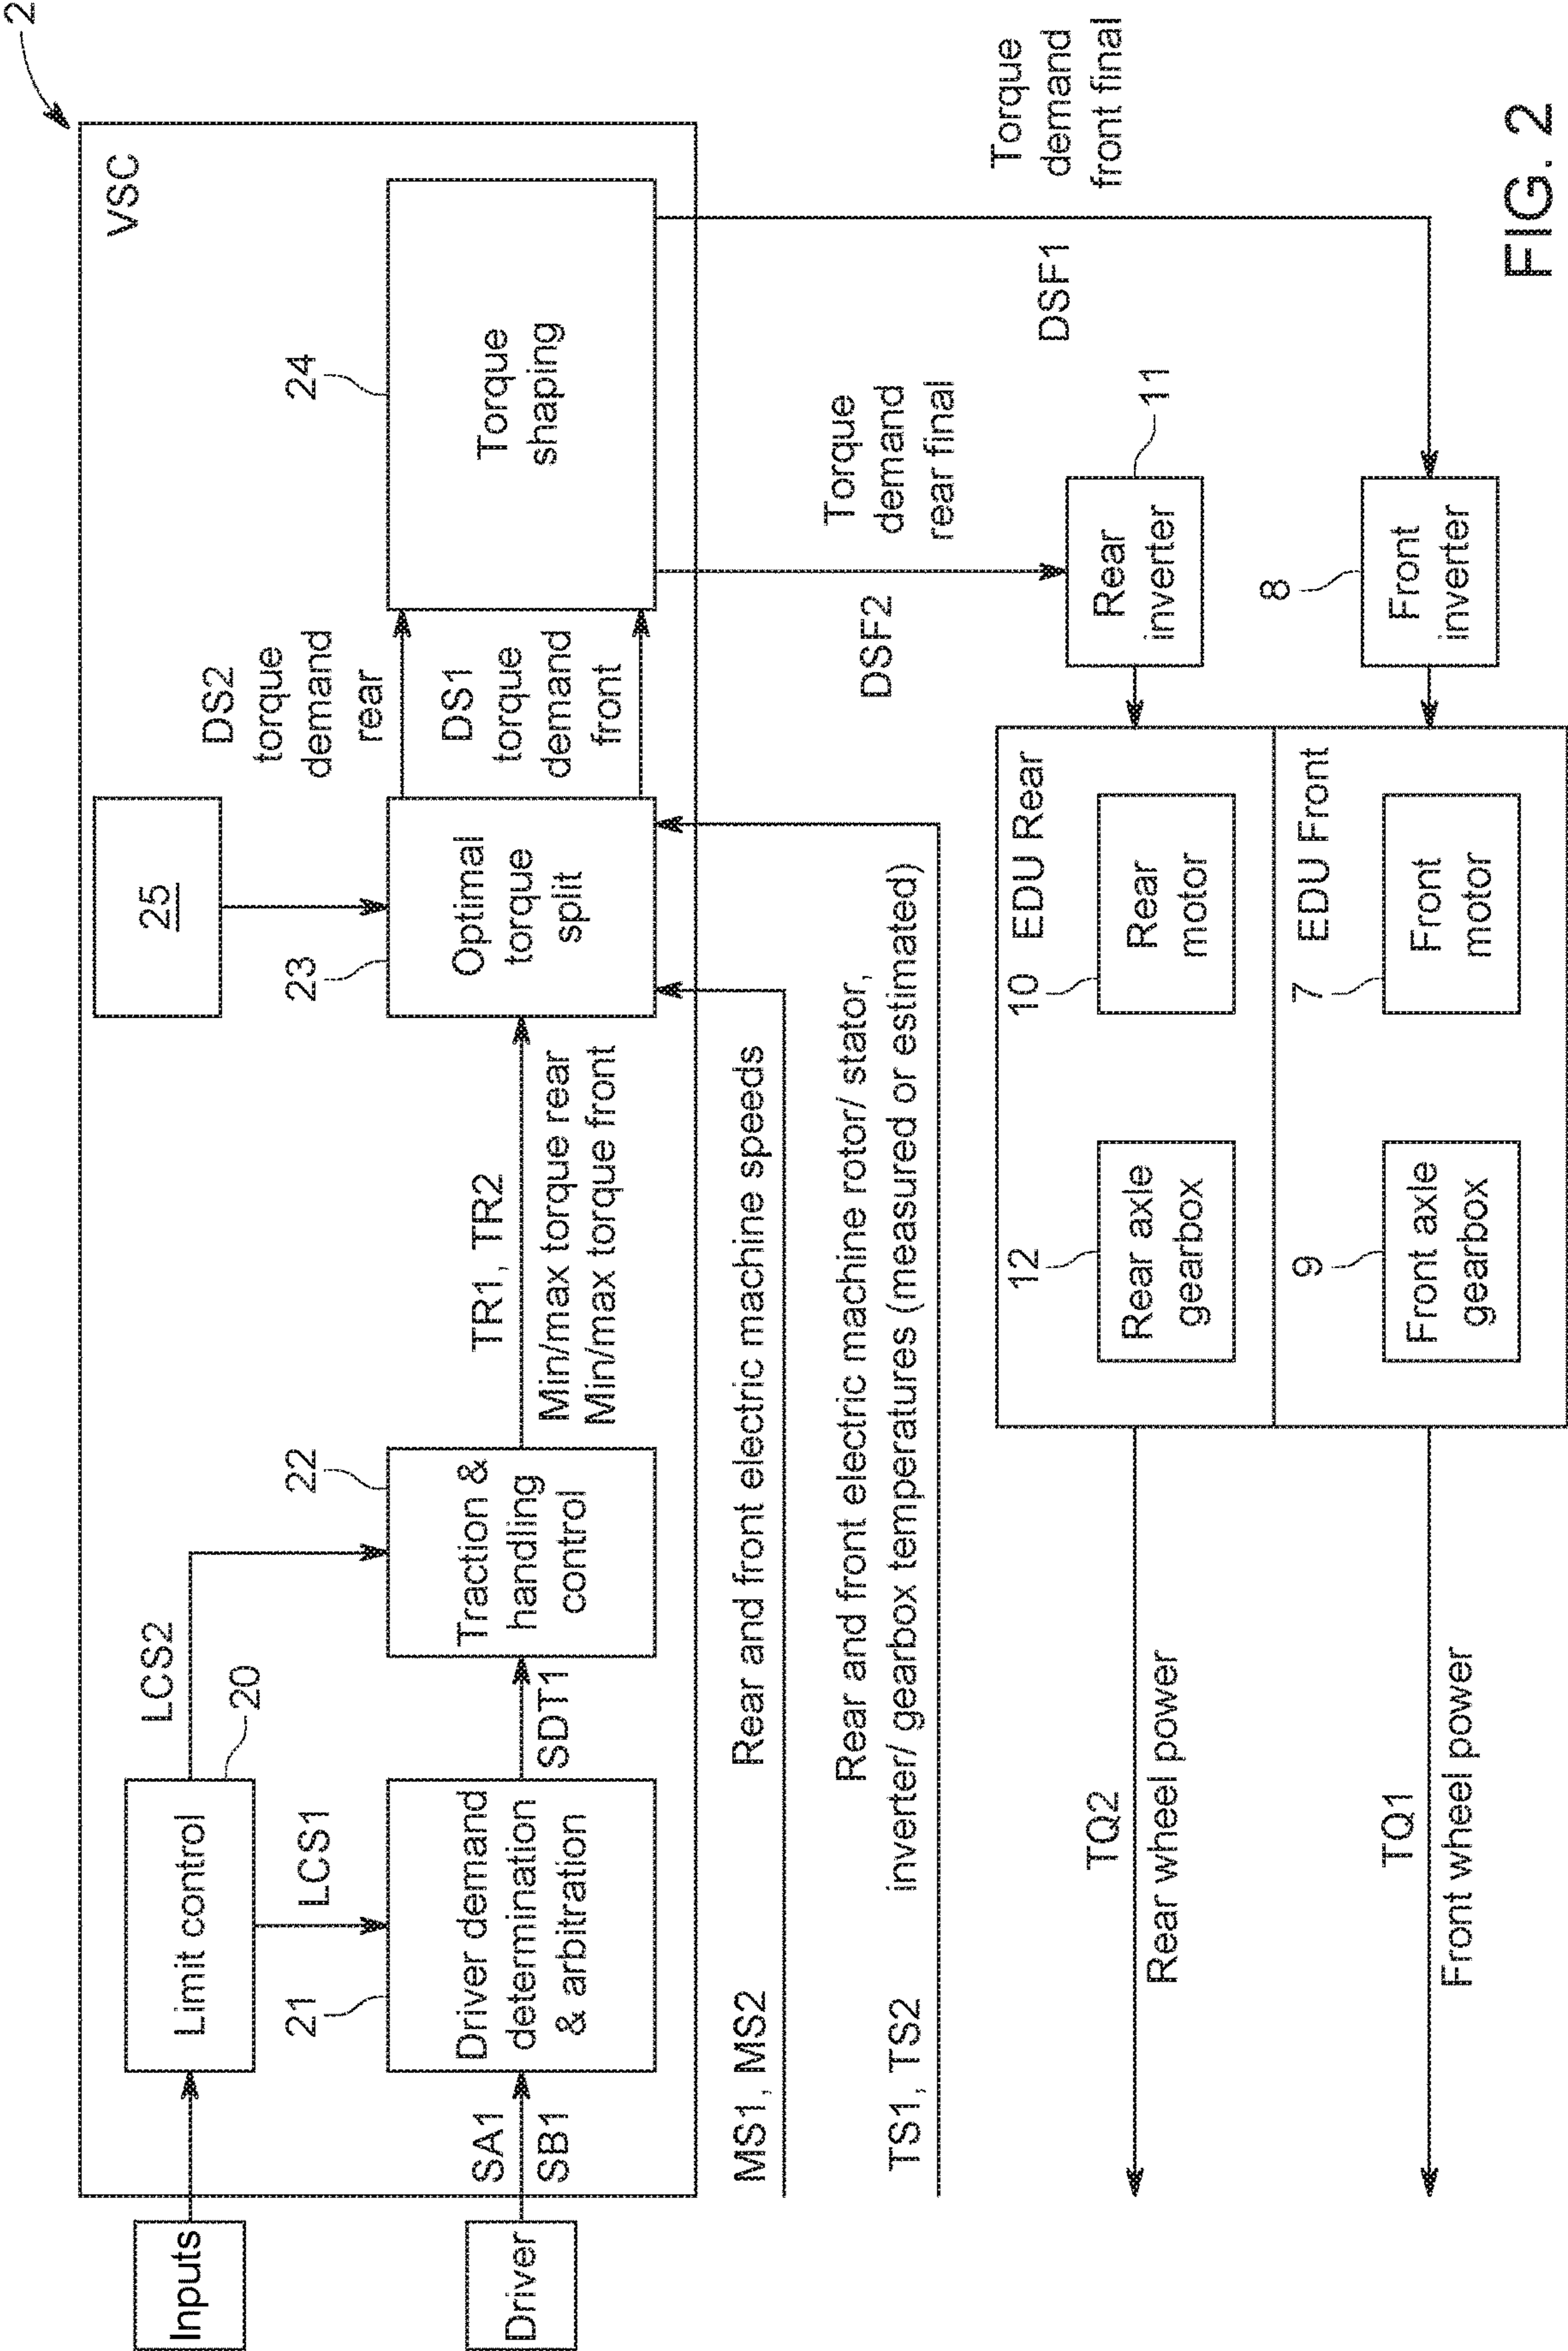 2
VSC
Inputs
Limit control
20
LCS2
LCS1
21
Driver
SA1
SB1
Driver demand
determination
& arbitration
SDT1
22
Traction &
handling
control
TR1, TR2
Min/max torque rear
Min/max torque front
25
23
Optimal
torque
split
DS2
torque
demand
rear
DS1
torque
demand
front
24
Torque
shaping
MS1, MS2
Rear and front electric machine speeds
TS1, TS2
Rear and front electric machine rotor/ stator,
inverter/ gearbox temperatures (measured or estimated)
DSF2
Torque
demand
rear final
DSF1
Torque
demand
front final
TQ2
Rear wheel power
12
Rear axle
gearbox
10
EDU Rear
Rear
motor
Rear
inverter
11
TQ1
Front wheel power
9
Front axle
gearbox
7
EDU Front
Front
motor
8
Front
inverter
FIG. 2